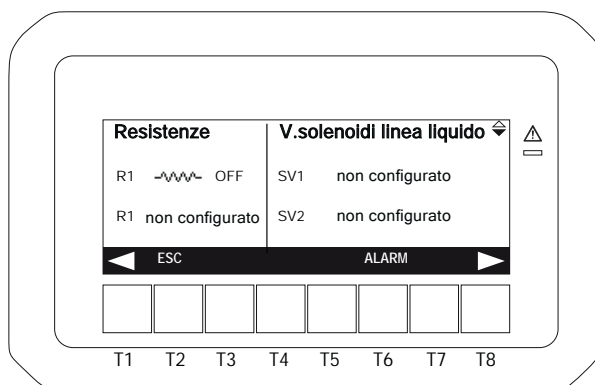 Resistenze V.solenoidi linea liquido
R1 OFF SV1 non configurato
R1 non configurato SV2 non configurato
ESC ALARM
T1 T2 T3 T4 T5 T6 T7 T8